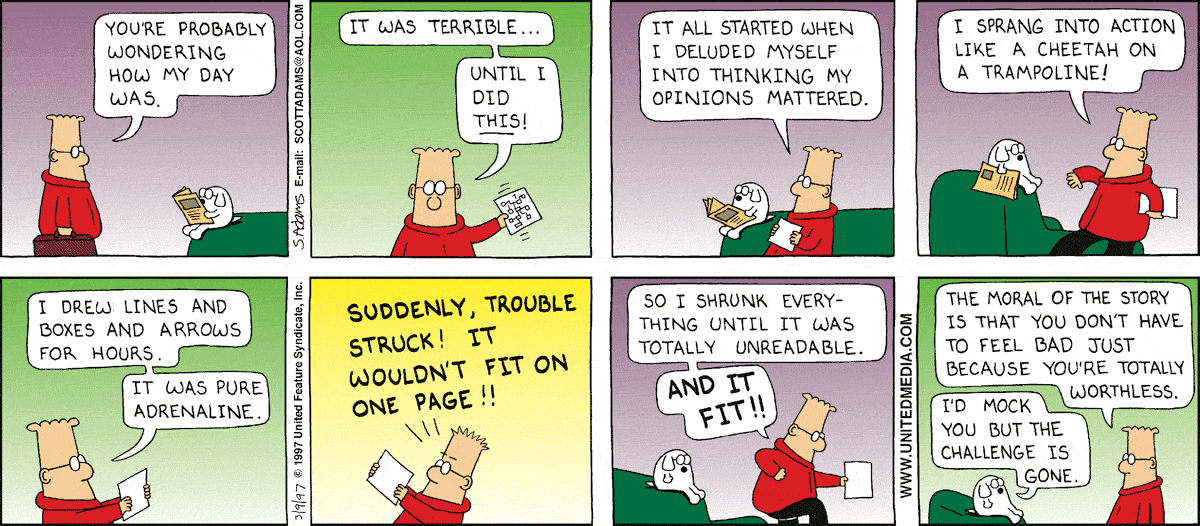 YOU'RE PROBABLY
WONDERING
HOW MY DAY
WAS.
S.Adams E-mail: SCOTTADAMS@AOL.COM
IT WAS TERRIBLE...
UNTIL I
DID
THIS!
IT ALL STARTED WHEN
I DELUDED MYSELF
INTO THINKING MY
OPINIONS MATTERED.
I SPRANG INTO ACTION
LIKE A CHEETAH ON
A TRAMPOLINE!
I DREW LINES AND
BOXES AND ARROWS
FOR HOURS.
IT WAS PURE
ADRENALINE.
3/9/97 © 1997 United Feature Syndicate, Inc.
SUDDENLY, TROUBLE
STRUCK! IT
WOULDN'T FIT ON
ONE PAGE!!
SO I SHRUNK EVERY-
THING UNTIL IT WAS
TOTALLY UNREADABLE.
AND IT
FIT!!
WWW.UNITEDMEDIA.COM
THE MORAL OF THE STORY
IS THAT YOU DON'T HAVE
TO FEEL BAD JUST
BECAUSE YOU'RE TOTALLY
WORTHLESS.
I'D MOCK
YOU BUT THE
CHALLENGE IS
GONE.